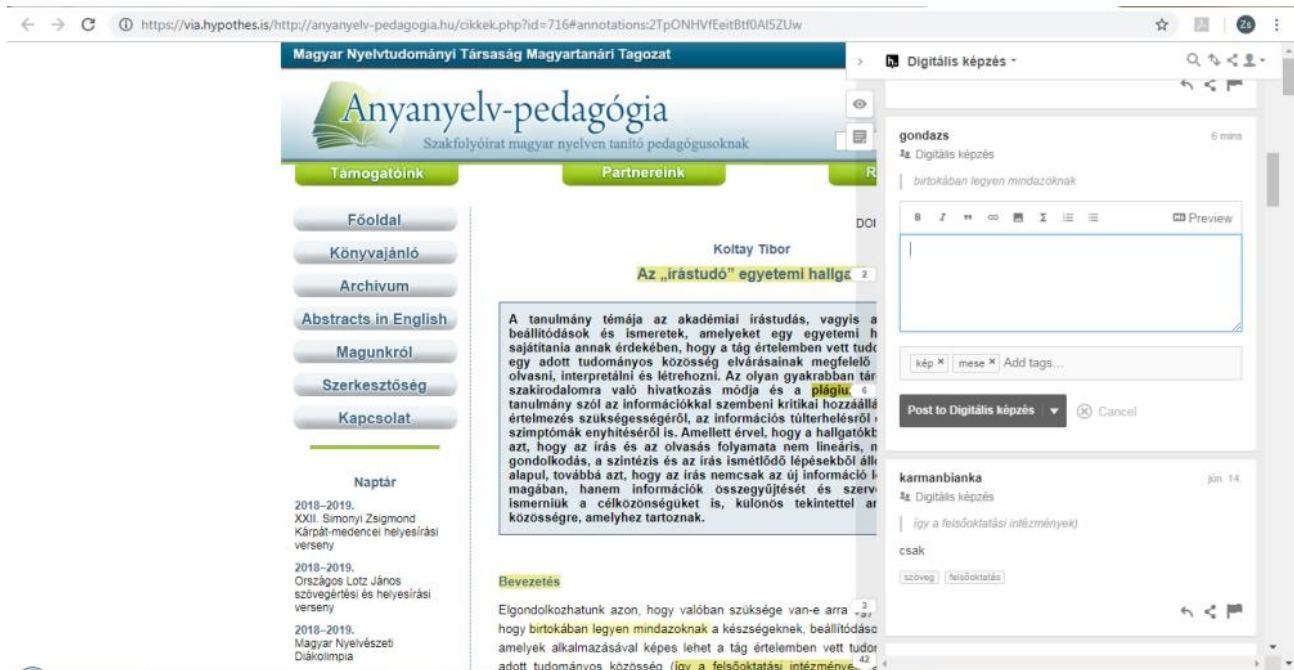 https://via.hypothes.is/http://anyanyelv-pedagogia.hu/cikkek.php?id=716#annotations:2TpONHVfEeitBtf0AI5ZUw
Zs
Magyar Nyelvtudományi Társaság Magyartanári Tagozat
Anyanyelv-pedagógia
Szakfolyóirat magyar nyelven tanító pedagógusoknak
Támogatóink
Partnereink
R
Főoldal
Könyvajánló
Archivum
Abstracts in English
Magunkról
Szerkesztőség
Kapcsolat
Naptár
2018–2019.
XXII. Simonyi Zsigmond
Kárpát-medencei helyesírási
verseny
2018–2019.
Országos Lotz János
szövegértési és helyesírási
verseny
2018–2019.
Magyar Nyelvészeti
Diákolimpia
DOI
Koltay Tibor
Az „írástudó” egyetemi hallga
2
A tanulmány témája az akadémiai írástudás, vagyis a
beállítódások és ismeretek, amelyeket egy egyetemi h
sajátítania annak érdekében, hogy a tág értelemben vett tudo
egy adott tudományos közösség elvárásainak megfelelő
olvasni, interpretálni és létrehozni. Az olyan gyakrabban tár
szakirodalomra való hivatkozás módja és a plágiu
6
tanulmány szól az információkkal szembeni kritikai hozzáállá
értelmezés szükségességéről, az információs túlterhelésről
szimptómák enyhítéséről is. Amellett érvel, hogy a hallgatókb
azt, hogy az írás és az olvasás folyamata nem lineáris, n
gondolkodás, a szintézis és az írás ismétlődő lépésekből áll
alapul, továbbá azt, hogy az írás nemcsak az új információ l
magában, hanem információk összegyűjtését és szerv
ismerniük a célközönségüket is, különös tekintettel ar
közösségre, amelyhez tartoznak.
Bevezetés
Elgondolkozhatunk azon, hogy valóban szüksége van-e arra
3
hogy birtokában legyen mindazoknak a készségeknek, beállítódáso
amelyek alkalmazásával képes lehet a tág értelemben vett tudo
adott tudományos közösség (így a felsőoktatási intézménye
42
Digitális képzés
gondazs
6 mins
Digitális képzés
birtokában legyen mindazoknak
B I Σ Preview
kép × mese × Add tags...
Post to Digitális képzés
Cancel
karmanbianka
jún. 14.
Digitális képzés
így a felsőoktatási intézmények)
csak
szöveg felsőoktatás